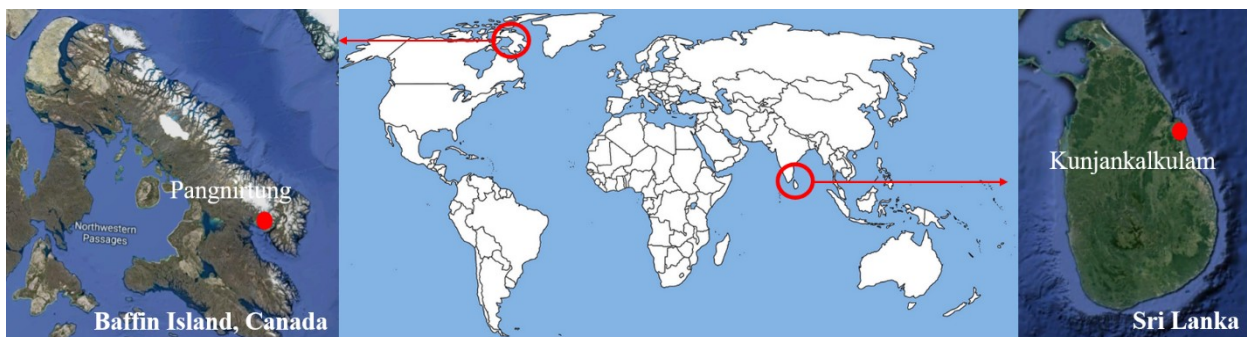 Pangnirtung
Northwestern
Passages
Baffin Island, Canada
Kunjankalkulam
Sri Lanka